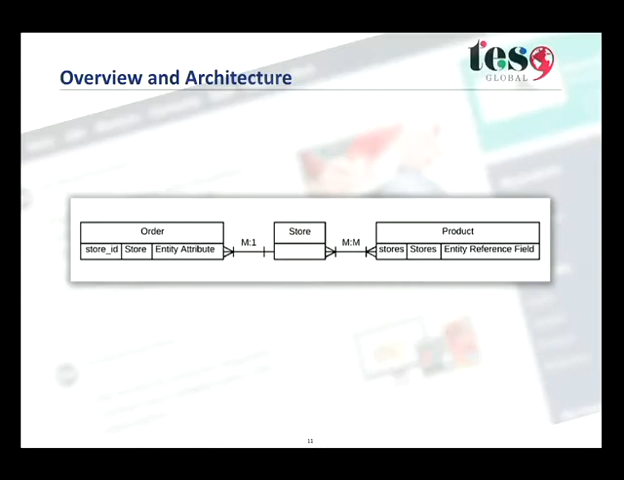 tes
GLOBAL
Overview and Architecture
Order
store_id Store Entity Attribute
M:1
Store
M:M
Product
stores Stores Entity Reference Field
11